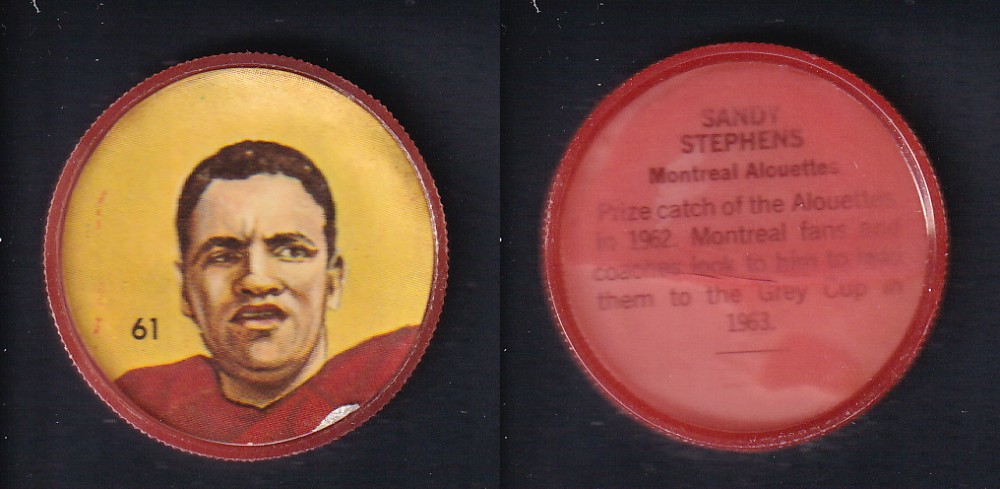 61
SANDY
STEPHENS
Montreal Alouettes
Prize catch of the Alouettes
in 1962. Montreal fans and
coaches look to him to
them to the Grey Cup in
1963.